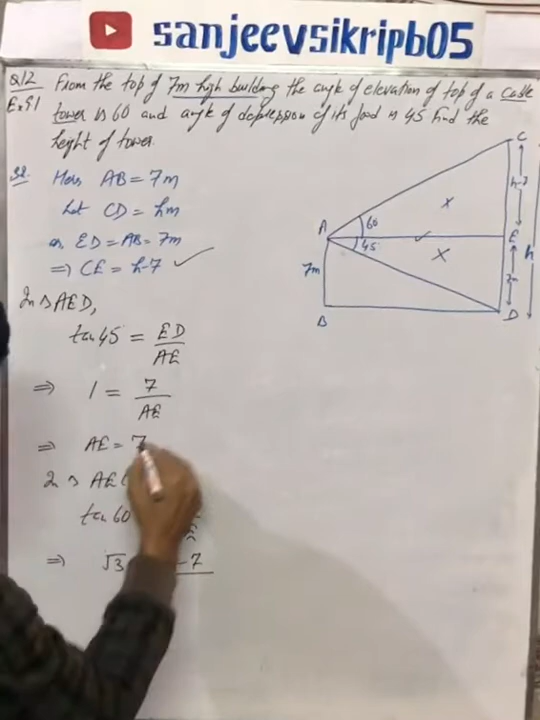 sanjeevsikripb05
Q12 From the top of 7m high building the angle of elevation of top of a cable
Ex 9.1 tower is 60 and angle of depression of its food is 45 find the
height of tower.
Sol. Here AB = 7m
Let CD = hm
as ED = AB = 7m
⇒ CE = h-7 ✓
In △AED,
tan 45 = ED/AE
⇒ 1 = 7/AE
⇒ AE = 7
In △ AEC
tan 60
⇒ √3 -7
C
h-7
x
A 60
45 ✓ E
x
7m 7m h
B D